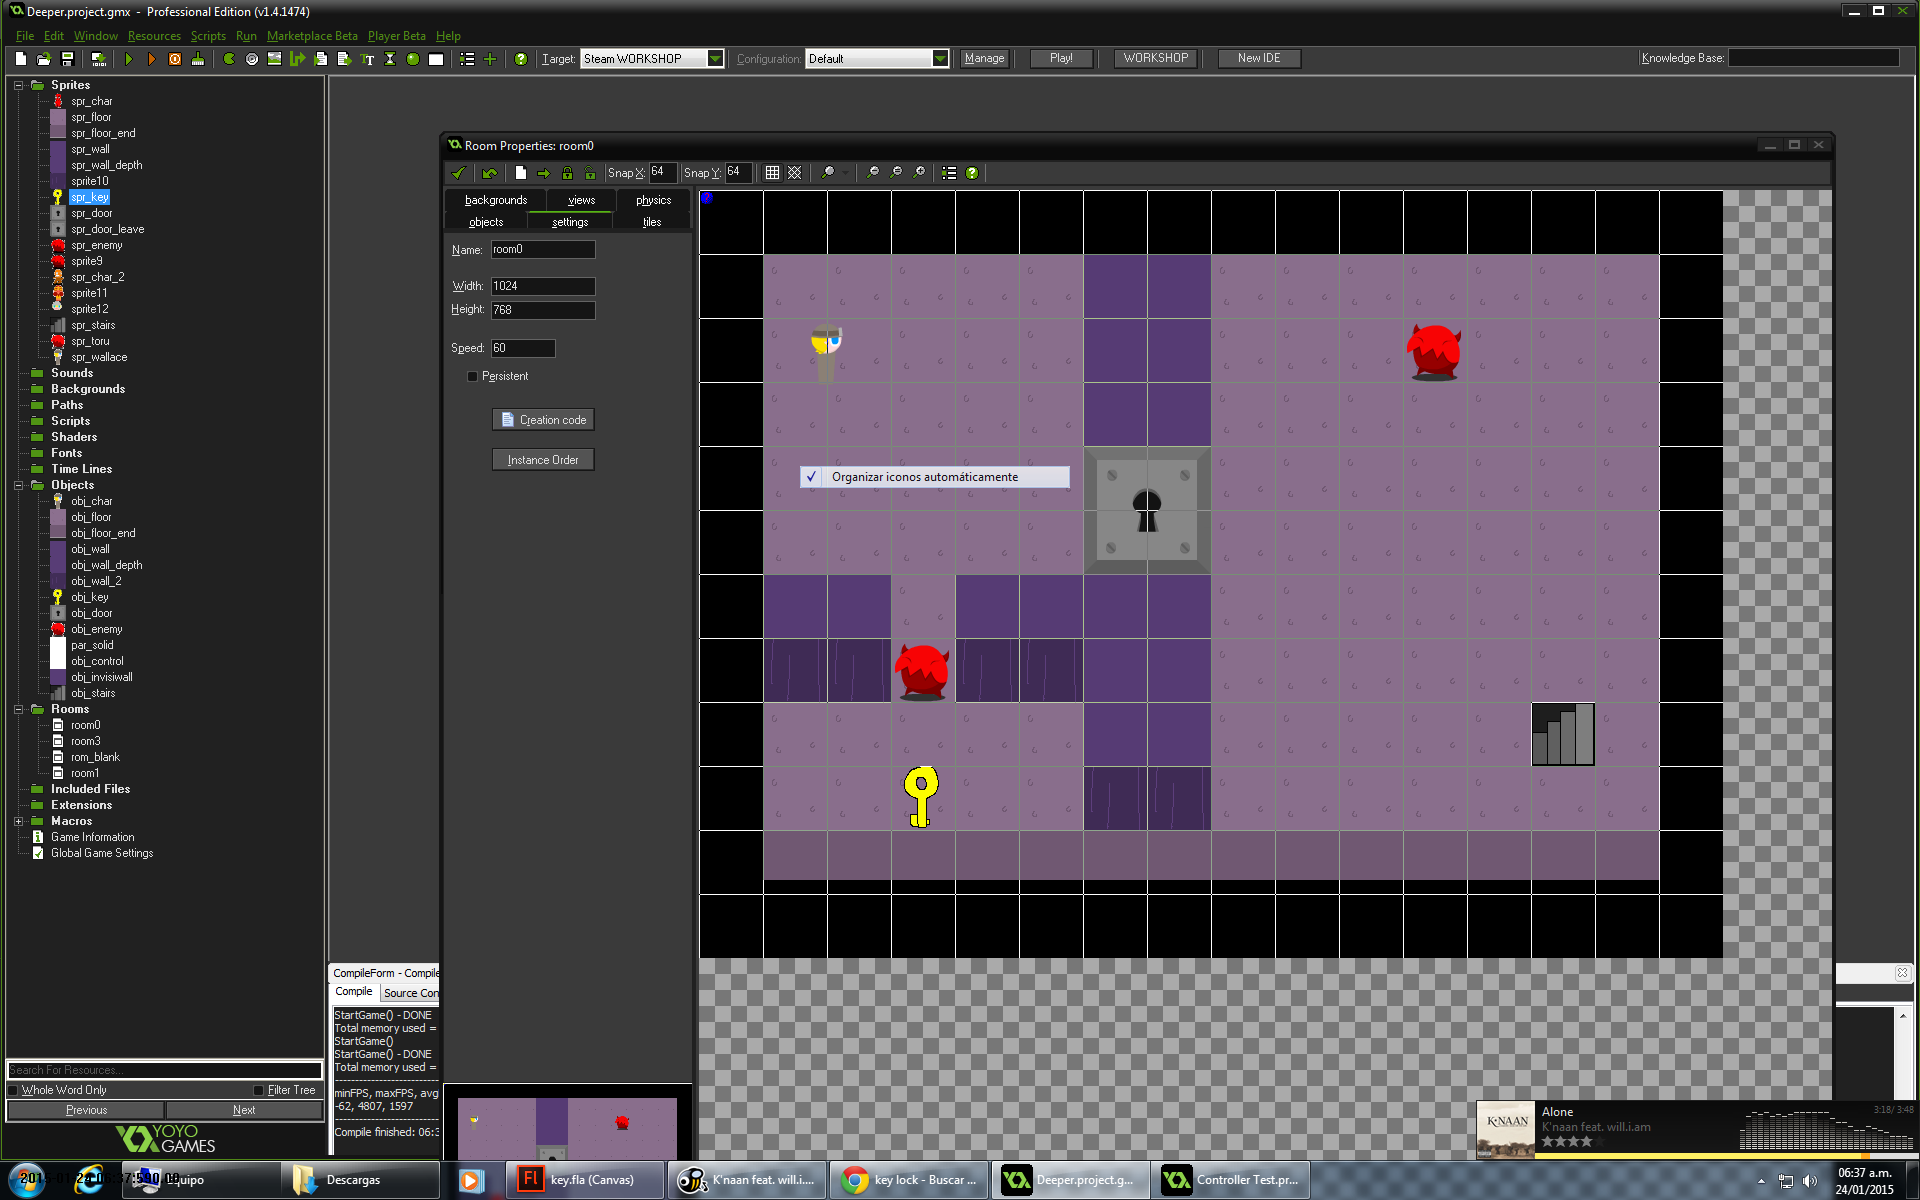 Deeper.project.gmx - Professional Edition (v1.4.1474)
File Edit Window Resources Scripts Run Marketplace Beta Player Beta Help
Target: Steam WORKSHOP Configuration: Default Manage Play! WORKSHOP New IDE Knowledge Base:
Sprites
spr_char
spr_floor
spr_floor_end
spr_wall
spr_wall_depth
sprite10
spr_key
spr_door
spr_door_leave
spr_enemy
sprite9
spr_char_2
sprite11
sprite12
spr_stairs
spr_toru
spr_wallace
Sounds
Backgrounds
Paths
Scripts
Shaders
Fonts
Time Lines
Objects
obj_char
obj_floor
obj_floor_end
obj_wall
obj_wall_depth
obj_wall_2
obj_key
obj_door
obj_enemy
par_solid
obj_control
obj_invisiwall
obj_stairs
Rooms
room0
room3
rom_blank
room1
Included Files
Extensions
Macros
Game Information
Global Game Settings
Search For Resources...
Whole Word Only Filter Tree
Previous Next
YOYO GAMES
Room Properties: room0
Snap X: 64 Snap Y: 64
backgrounds views physics
objects settings tiles
Name: room0
Width: 1024
Height: 768
Speed: 60
Persistent
Creation code
Instance Order
Organizar iconos automáticamente
CompileForm - Compile
Compile Source Con
StartGame() - DONE
Total memory used =
StartGame()
StartGame() - DONE
Total memory used =
minFPS, maxFPS, avg
-62, 4807, 1597
Compile finished: 06:3
K'NAAN
Alone
K'naan feat. will.i.am
3:18/ 3:48
Equipo
Descargas
key.fla (Canvas)
K'naan feat. will.i....
key lock - Buscar ...
Deeper.project.g...
Controller Test.pr...
06:37 a.m.
24/01/2015